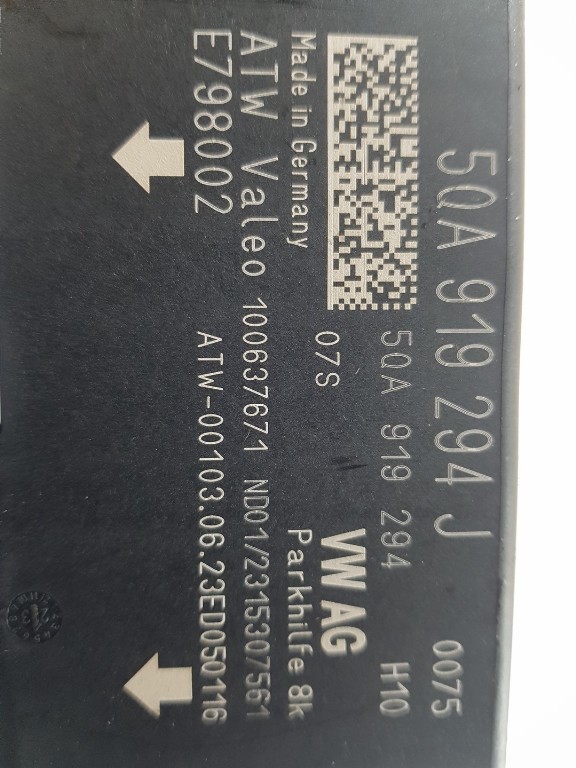 5QA 919 294 J 0075
5QA 919 294 H10
07S VW AG
Made in Germany Parkhilfe 8k
ATW Valeo 100637671 ND01/2315307561
E798002 ATW-00103.06.23ED050116